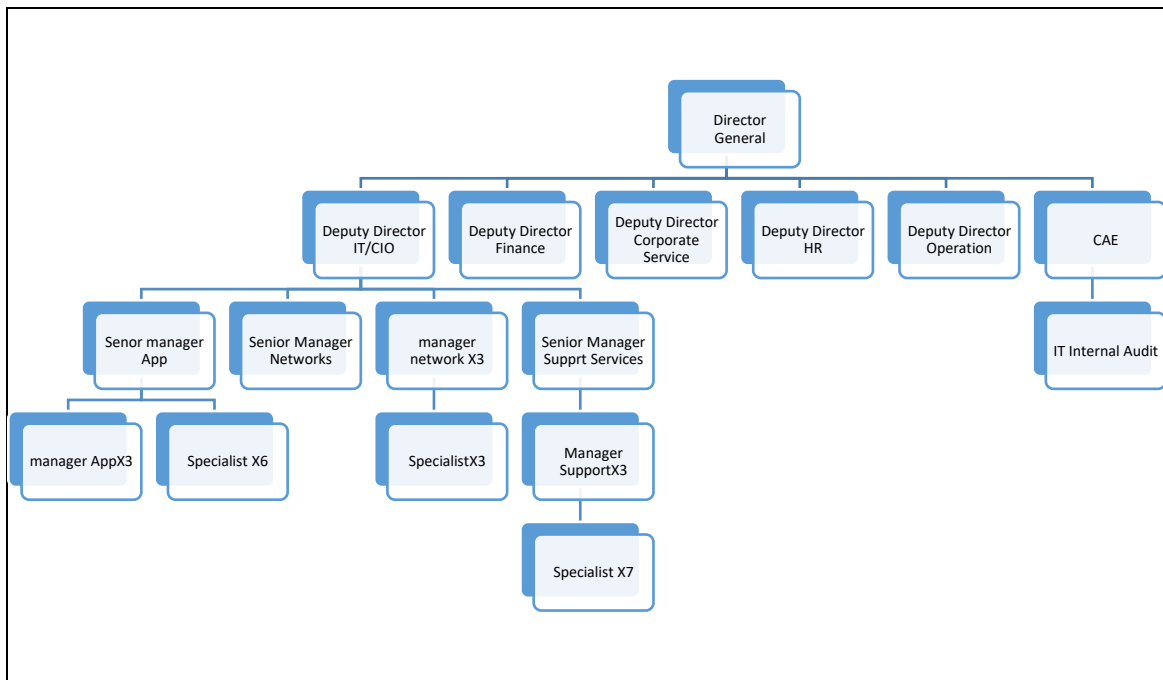 Director
General
Deputy Director
IT/CIO
Deputy Director
Finance
Deputy Director
Corporate
Service
Deputy Director
HR
Deputy Director
Operation
CAE
Senor manager
App
Senior Manager
Networks
manager
network X3
Senior Manager
Supprt Services
IT Internal Audit
manager AppX3
Specialist X6
SpecialistX3
Manager
SupportX3
Specialist X7